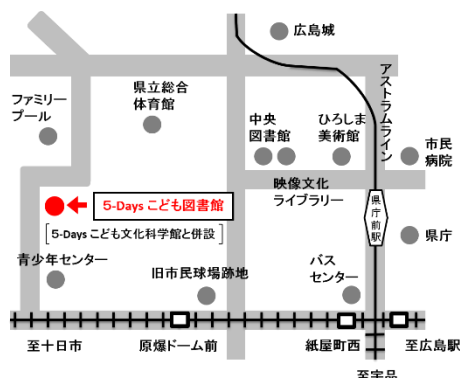 広島城
アストラムライン
ファミリー
プール
県立総合
体育館
中央
図書館
ひろしま
美術館
市民
病院
映像文化
ライブラリー
5-Days こども図書館
[5-Days こども文化科学館と併設]
県庁前駅
県庁
青少年センター
旧市民球場跡地
バス
センター
至十日市
原爆ドーム前
紙屋町西
至広島駅
至宇品